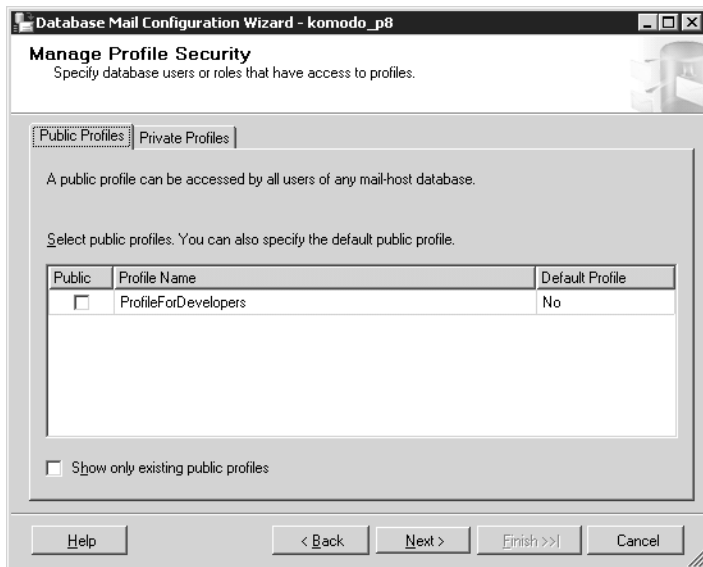 Database Mail Configuration Wizard - komodo_p8
Manage Profile Security
Specify database users or roles that have access to profiles.
Public Profiles Private Profiles
A public profile can be accessed by all users of any mail-host database.
Select public profiles. You can also specify the default public profile.
Public Profile Name Default Profile
ProfileForDevelopers No
Show only existing public profiles
Help < Back Next > Finish >>| Cancel